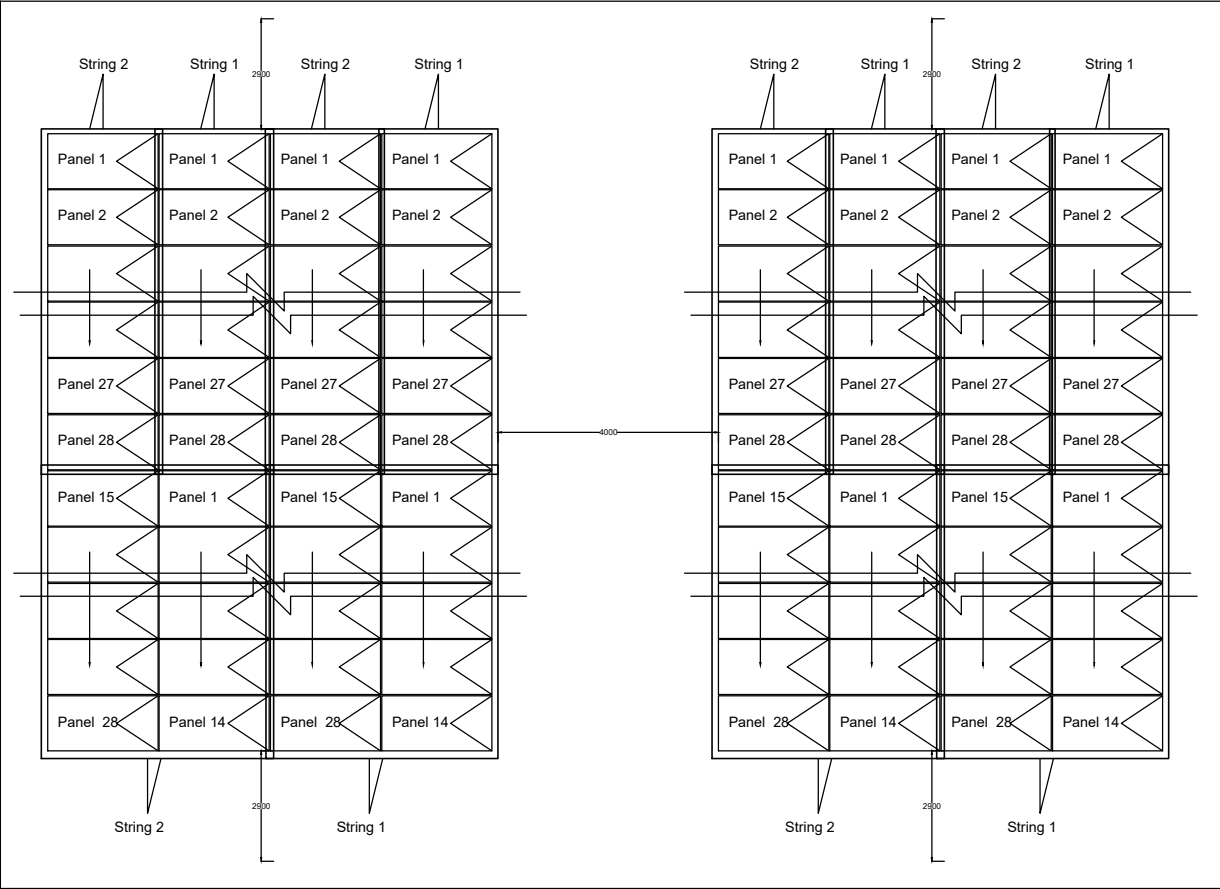 String 2 String 1 String 2 String 1 String 2 String 1 String 2 String 1
2900 2900
Panel 1 Panel 1 Panel 1 Panel 1 Panel 1 Panel 1 Panel 1 Panel 1
Panel 2 Panel 2 Panel 2 Panel 2 Panel 2 Panel 2 Panel 2 Panel 2
Panel 27 Panel 27 Panel 27 Panel 27 Panel 27 Panel 27 Panel 27 Panel 27
4000
Panel 28 Panel 28 Panel 28 Panel 28 Panel 28 Panel 28 Panel 28 Panel 28
Panel 15 Panel 1 Panel 15 Panel 1 Panel 15 Panel 1 Panel 15 Panel 1
Panel 28 Panel 14 Panel 28 Panel 14 Panel 28 Panel 14 Panel 28 Panel 14
2900 2900
String 2 String 1 String 2 String 1